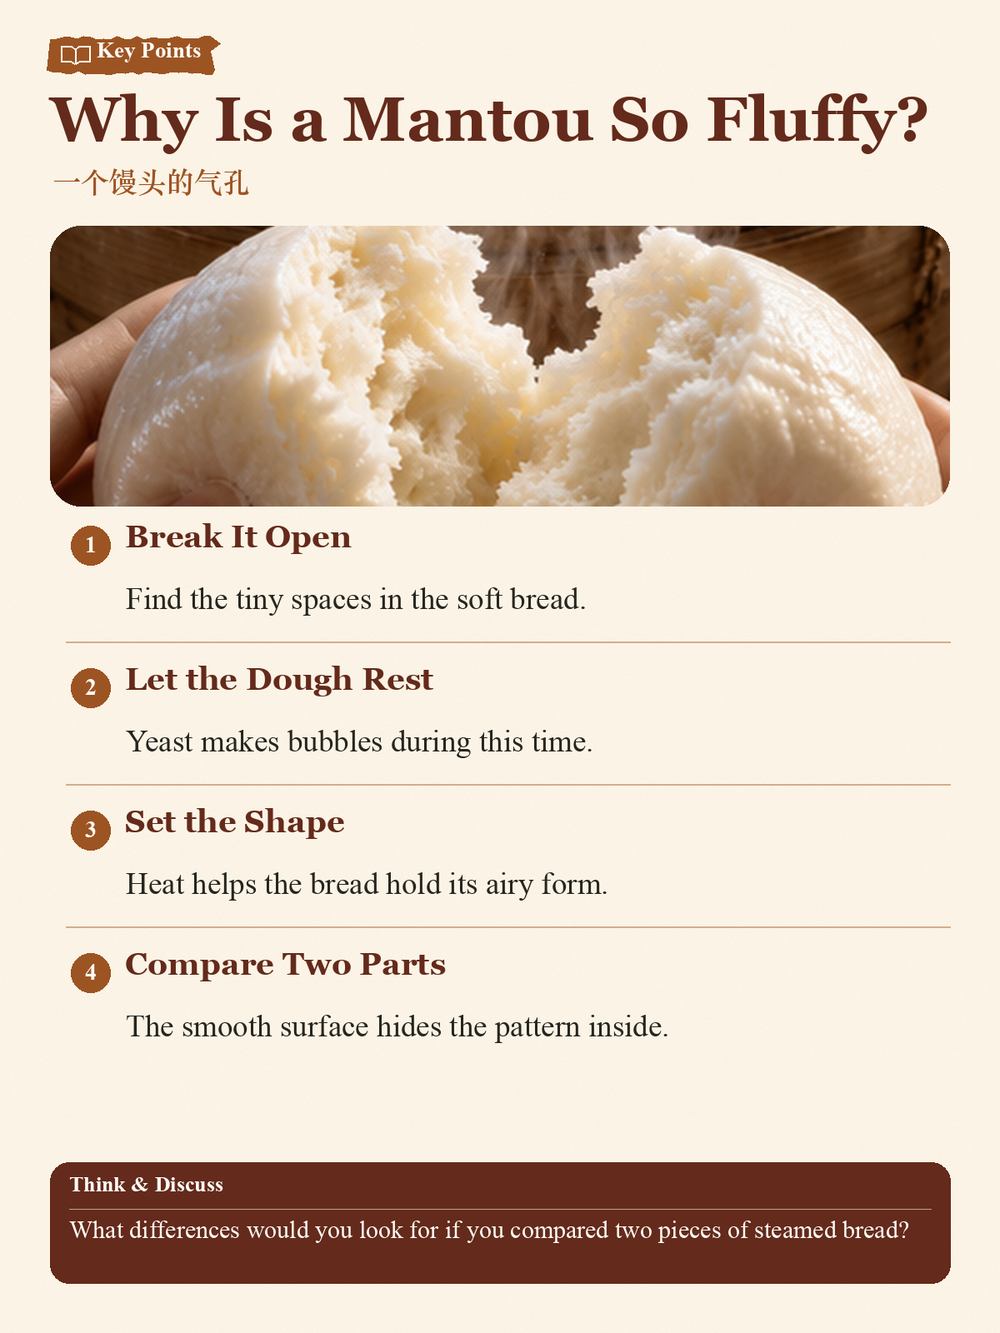 Key Points
Why Is a Mantou So Fluffy?
一个馒头的气孔
1 Break It Open
Find the tiny spaces in the soft bread.
2 Let the Dough Rest
Yeast makes bubbles during this time.
3 Set the Shape
Heat helps the bread hold its airy form.
4 Compare Two Parts
The smooth surface hides the pattern inside.
Think & Discuss
What differences would you look for if you compared two pieces of steamed bread?